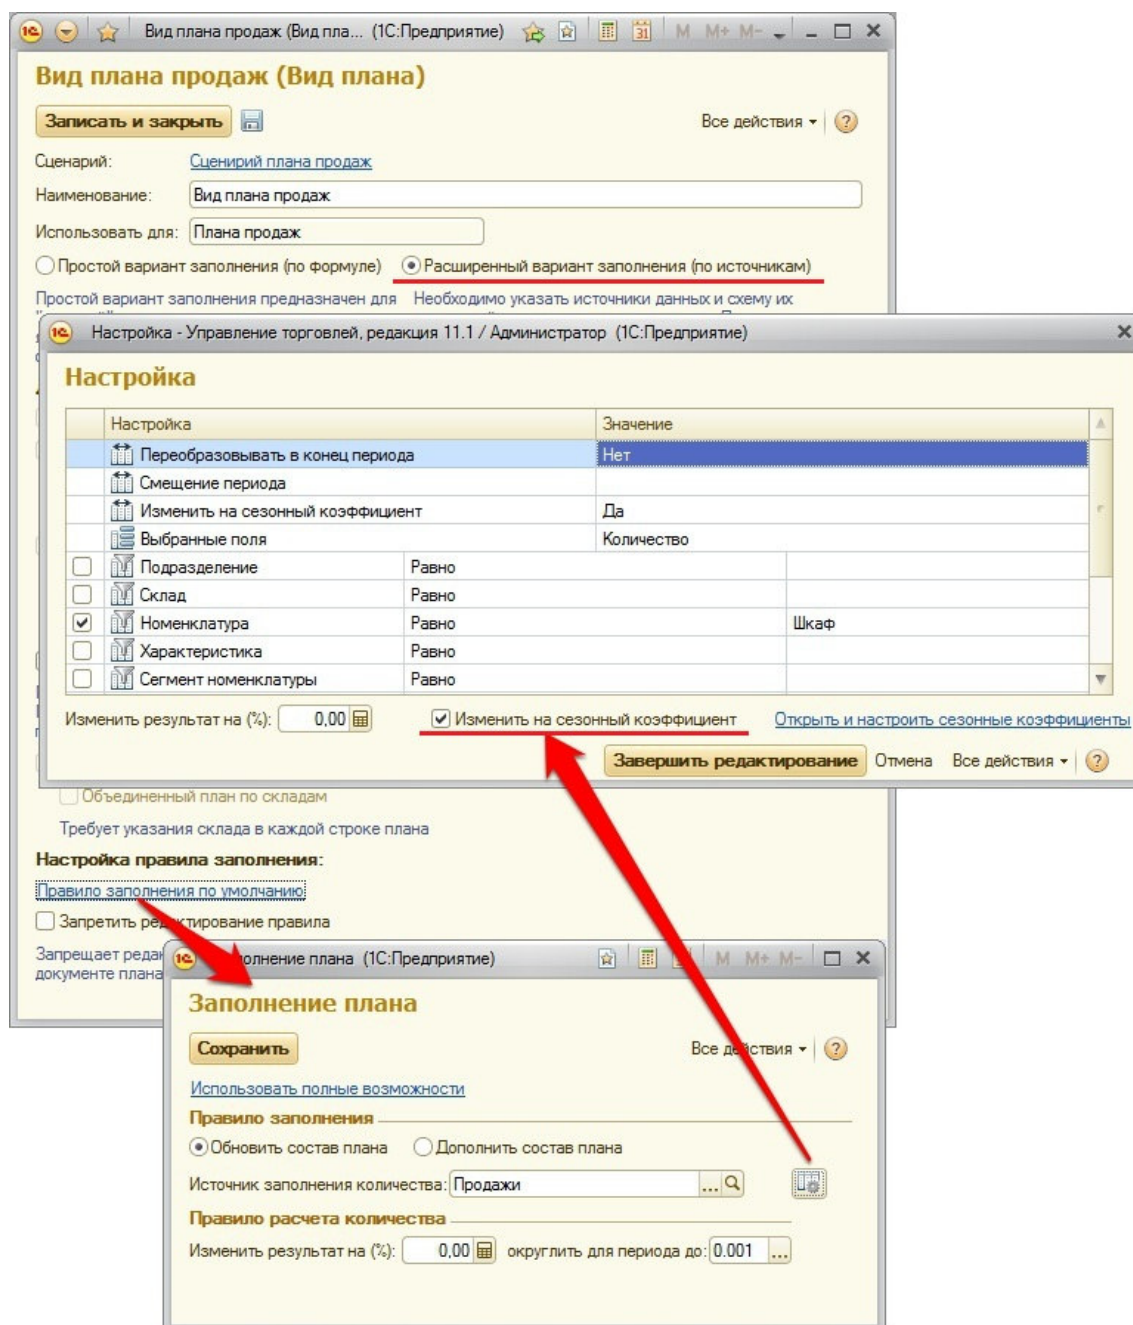 Вид плана продаж (Вид пла... (1С:Предприятие) 31 M M+ M-
Вид плана продаж (Вид плана)
Записать и закрыть Все действия ?
Сценарий: Сценирий плана продаж
Наименование: Вид плана продаж
Использовать для: Плана продаж
Простой вариант заполнения (по формуле) Расширенный вариант заполнения (по источникам)
Простой вариант заполнения предназначен для Необходимо указать источники данных и схему их
Настройка - Управление торговлей, редакция 11.1 / Администратор (1С:Предприятие)
Настройка
Настройка Значение
Переобразовывать в конец периода Нет
Смещение периода
Изменить на сезонный коэффициент Да
Выбранные поля Количество
Подразделение Равно
Склад Равно
Номенклатура Равно Шкаф
Характеристика Равно
Сегмент номенклатуры Равно
Изменить результат на (%): 0,00 Изменить на сезонный коэффициент Открыть и настроить сезонные коэффициенты
Завершить редактирование Отмена Все действия ?
Объединенный план по складам
Требует указания склада в каждой строке плана
Настройка правила заполнения:
Правило заполнения по умолчанию
Запретить редактирование правила
Запрещает
документе плана
плана (1С:Предприятие) M M+ M-
Заполнение плана
Сохранить Все действия ?
Использовать полные возможности
Правило заполнения
Обновить состав плана Дополнить состав плана
Источник заполнения количества: Продажи ...
Правило расчета количества
Изменить результат на (%): 0,00 округлить для периода до: 0.001 ...